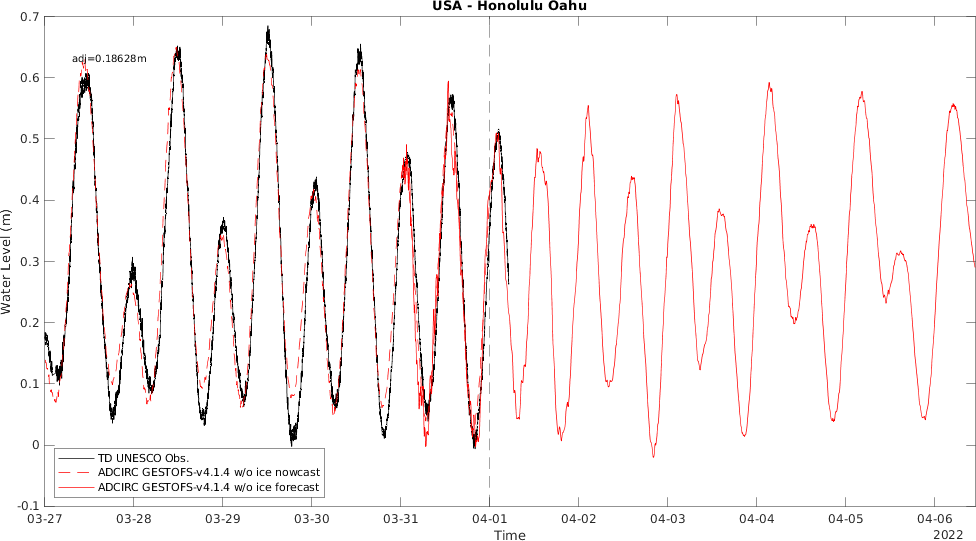 USA - Honolulu Oahu
adj=0.18628m
0.7
0.6
0.5
0.4
0.3
0.2
0.1
0
-0.1
Water Level (m)
TD UNESCO Obs.
ADCIRC GESTOFS-v4.1.4 w/o ice nowcast
ADCIRC GESTOFS-v4.1.4 w/o ice forecast
03-27 03-28 03-29 03-30 03-31 04-01 04-02 04-03 04-04 04-05 04-06
Time
2022